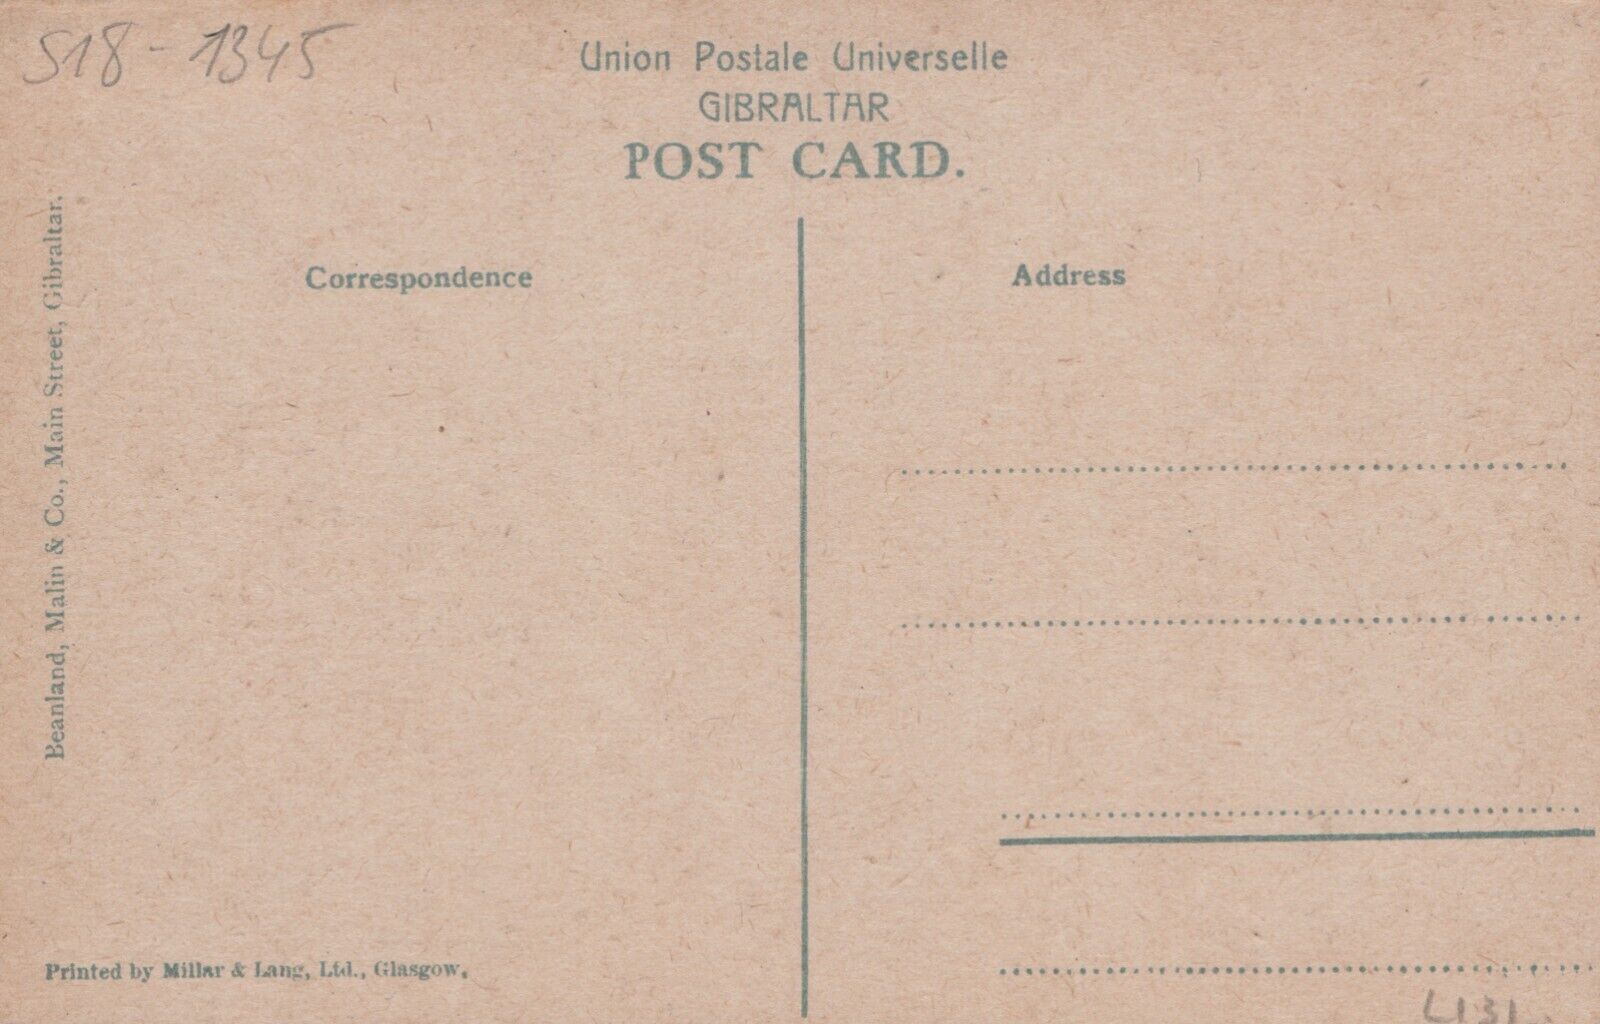 S18-1345
Union Postale Universelle
GIBRALTAR
POST CARD.
Correspondence
Address
Beanland, Malin & Co., Main Street, Gibraltar.
Printed by Millar & Lang, Ltd., Glasgow.